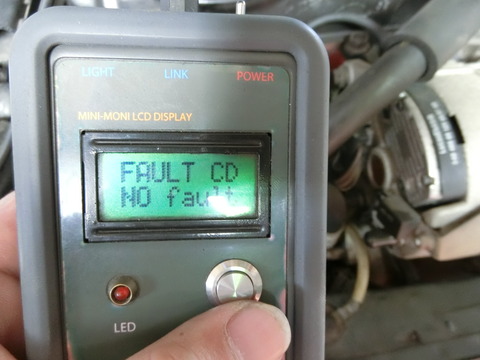 LIGHT LINK POWER
MINI-MONI LCD DISPLAY
FAULT CD
NO fault
LED